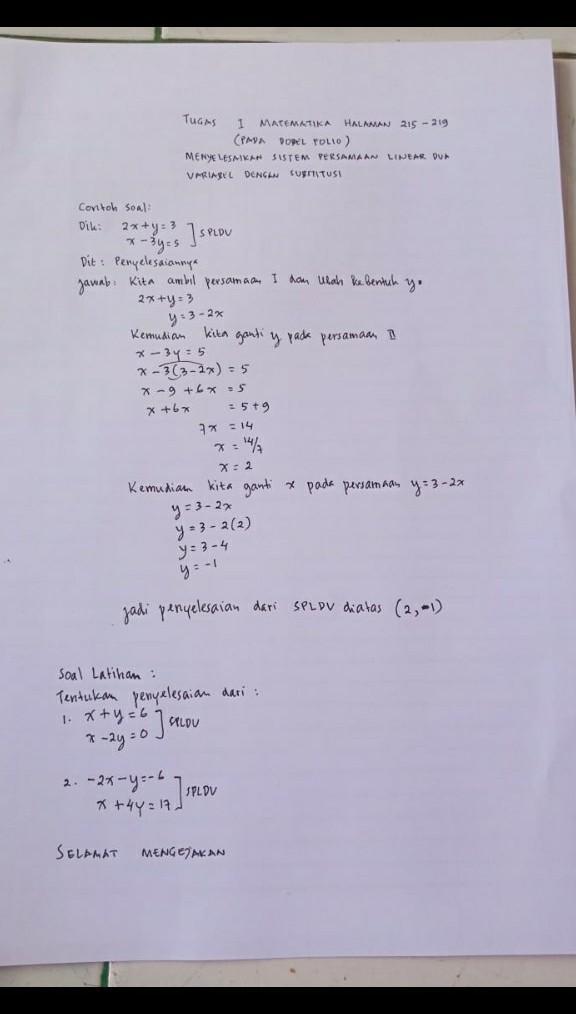 TUGAS I MATEMATIKA HALAMAN 215 - 219
(PADA DOBEL FOLIO)
MENYELESAIKAN SISTEM PERSAMAAN LINEAR DUA
VARIABEL DENGAN SUBTITUSI
Contoh Soal:
Dik: 2x + y = 3
x - 3y = 5 ] SPLDV
Dit : Penyelesaiannya
Jawab: Kita ambil persamaan I dan Ubah Kebentuk y.
2x + y = 3
y = 3 - 2x
Kemudian kita ganti y pada persamaan II
x - 3y = 5
x - 3(3 - 2x) = 5
x - 9 + 6x = 5
x + 6x = 5 + 9
7x = 14
x = 14/7
x = 2
Kemudian kita ganti x pada persamaan y = 3 - 2x
y = 3 - 2x
y = 3 - 2(2)
y = 3 - 4
y = -1
Jadi penyelesaian dari SPLDV diatas (2, -1)
Soal Latihan :
Tentukan penyelesaian dari :
1. x + y = 6
x - 2y = 0 ] SPLDV
2. -2x - y = -6
x + 4y = 17 ] SPLDV
SELAMAT MENGEJAKAN